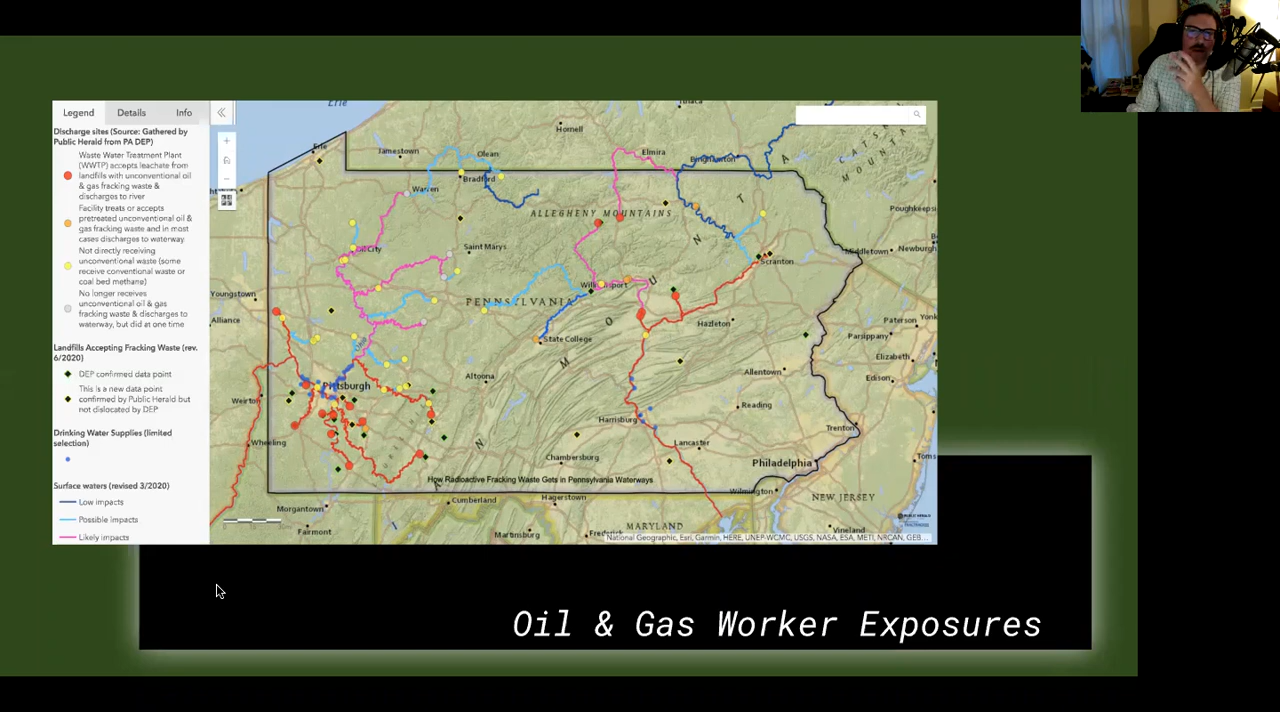 Legend Details Info
Discharge sites (Source: Gathered by
Public Herald from PA DEP)
Waste Water Treatment Plant
(WWTP) accepts leachate from
landfills with unconventional oil
& gas fracking waste &
discharges to river
Facility treats or accepts
pretreated unconventional oil &
gas fracking waste and in most
cases discharges to waterway.
Not directly receiving
unconventional waste (some
receive conventional waste or
coal bed methane)
No longer receives
unconventional oil & gas
fracking waste & discharges to
waterway, but did at one time
Landfills Accepting Fracking Waste (rev.
6/2020)
DEP confirmed data point
This is a new data point
confirmed by Public Herald but
not dislocated by DEP
Drinking Water Supplies (limited
selection)
Surface waters (revised 3/2020)
Low impacts
Possible impacts
Likely impacts
Erie
Ithaca
Hornell
Erie
Jamestown
Olean
Elmira
Binghamton
CATSK
MOUNT
Warren
Bradford
ALLEGHENY MOUNTAINS
Poughkeeps
Oil City
Saint Marys
Middletown
Newburgh
Scranton
Youngstown
PENNSYLVANIA
Williamsport
Alliance
State College
Hazleton
Paterson
Yonk
Parsippany
Elizabeth
Pittsburgh
Altoona
Allentown
Edison
Weirton
Reading
Harrisburg
Trenton
Wheeling
Lancaster
Chambersburg
Philadelphia
Toms
How Radioactive Fracking Waste Gets in Pennsylvania Waterways
Wilmington
NEW JERSEY
Morgantown
Cumberland
Hagerstown
Fairmont
Martinsburg
Frederick
MARYLAND
Vineland
National Geographic, Esri, Garmin, HERE, UNEP-WCMC, USGS, NASA, ESA, METI, NRCAN, GEB...
Oil & Gas Worker Exposures